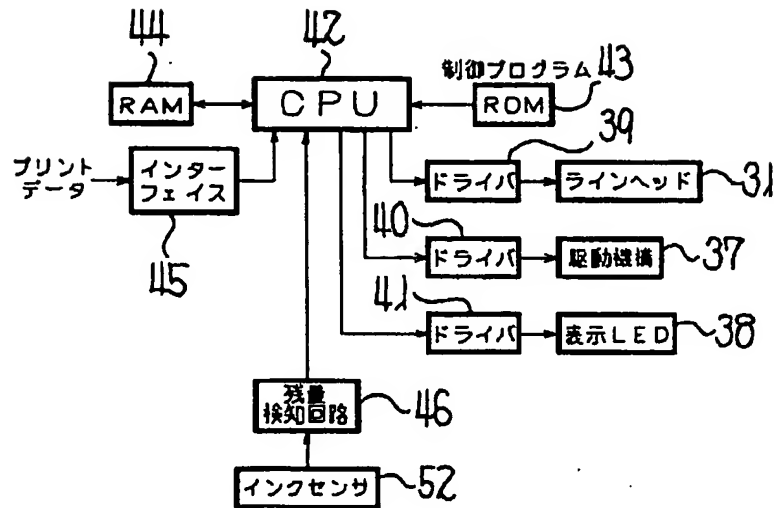 44
42
制御プログラム 43
RAM
CPU
ROM
39
プリント
データ
インター
フェイス
ドライバ
ラインヘッド
31
45
40
ドライバ
駆動機構
37
41
ドライバ
表示LED
38
残量
検知回路
46
インクセンサ
52